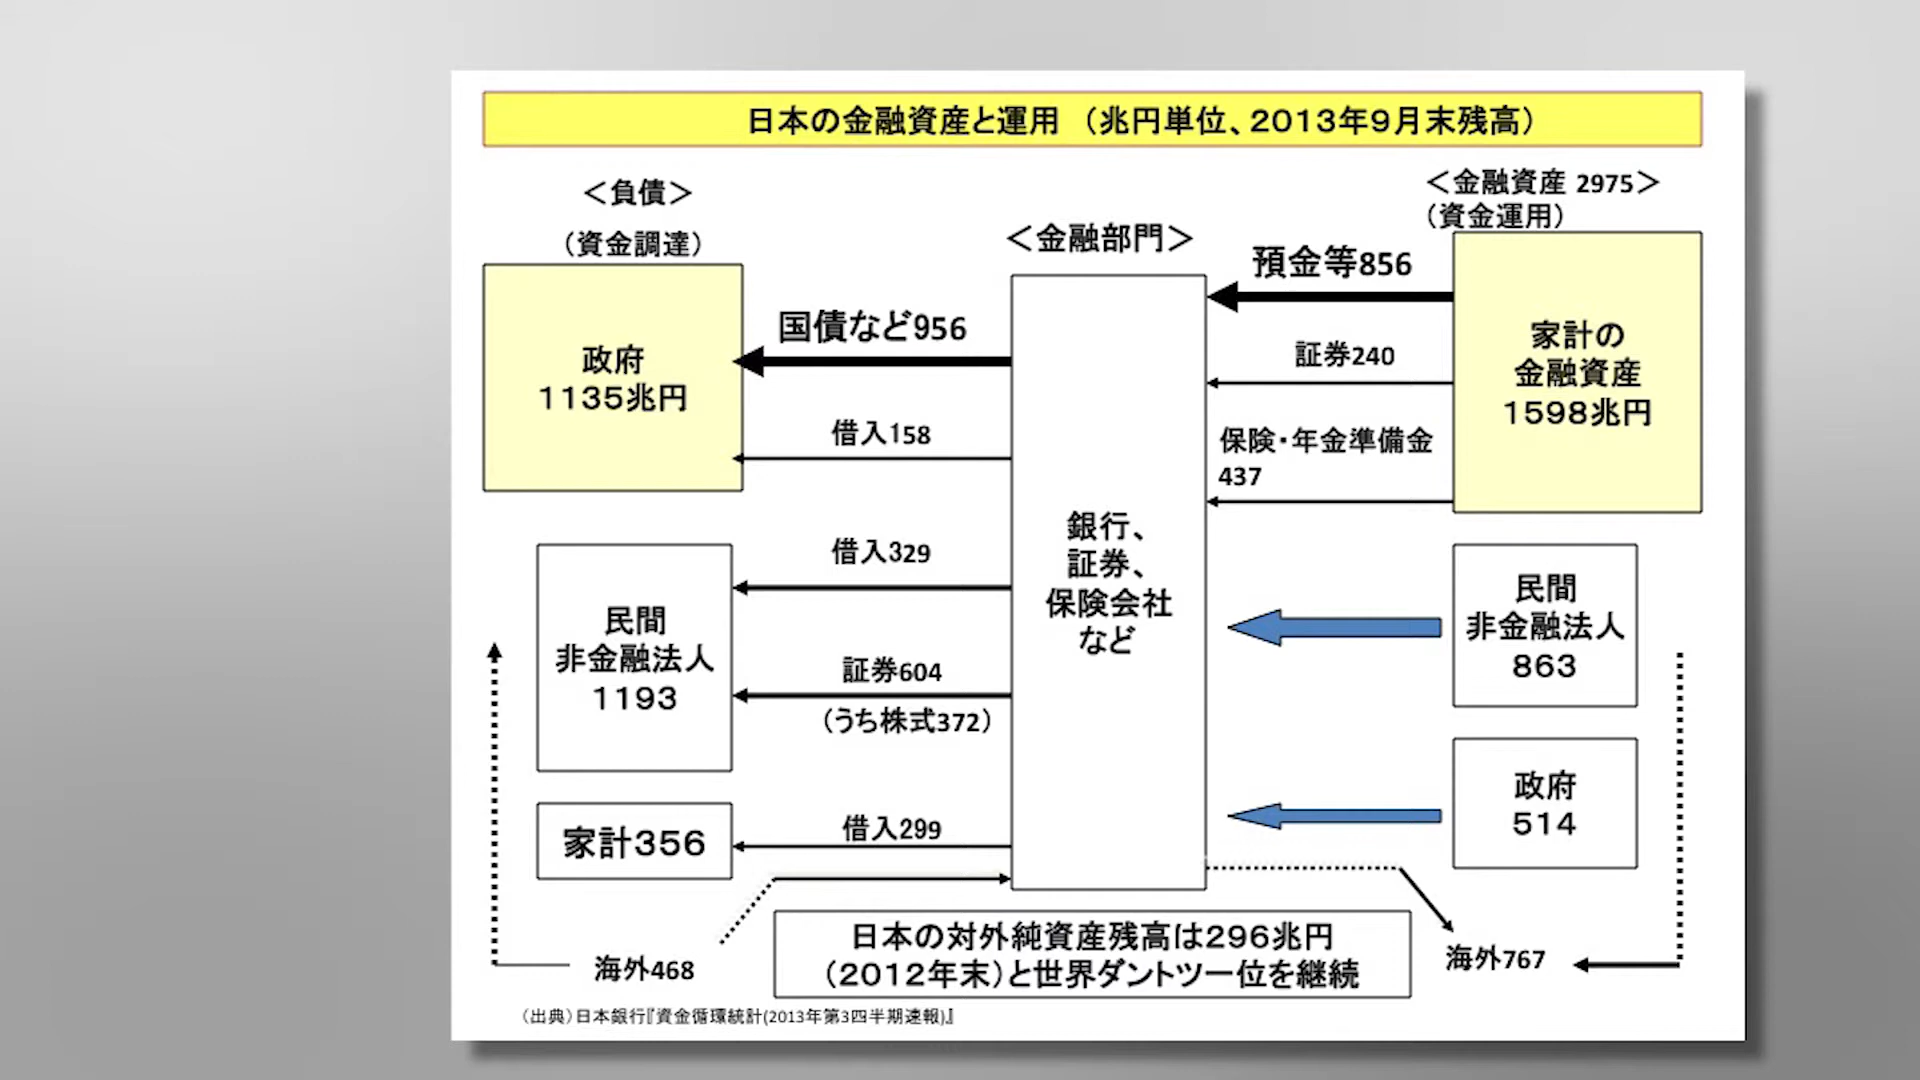 日本の金融資産と運用 （兆円単位、2013年9月末残高）
＜負債＞
（資金調達）
＜金融部門＞
＜金融資産 2975＞
（資金運用）
政府
1135兆円
国債など956
借入158
預金等856
証券240
保険・年金準備金
437
家計の
金融資産
1598兆円
銀行、
証券、
保険会社
など
民間
非金融法人
1193
借入329
証券604
（うち株式372）
民間
非金融法人
863
政府
514
家計356
借入299
海外468
日本の対外純資産残高は296兆円
（2012年末）と世界ダントツ一位を継続
海外767
（出典）日本銀行『資金循環統計(2013年第3四半期速報)』